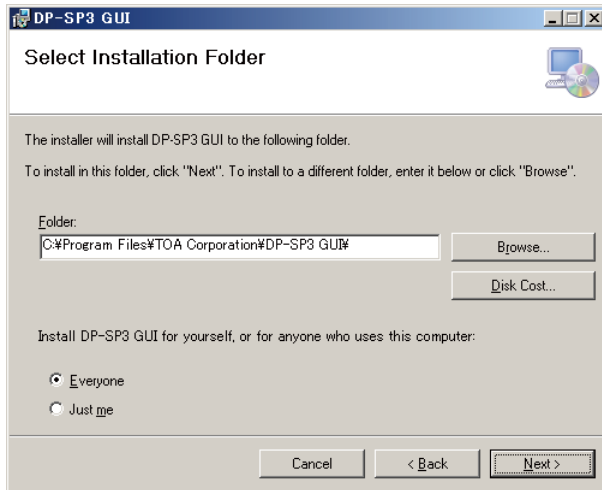 DP-SP3 GUI
Select Installation Folder
The installer will install DP-SP3 GUI to the following folder.
To install in this folder, click "Next". To install to a different folder, enter it below or click "Browse".
Folder:
C:¥Program Files¥TOA Corporation¥DP-SP3 GUI¥
Browse...
Disk Cost...
Install DP-SP3 GUI for yourself, or for anyone who uses this computer:
Everyone
Just me
Cancel < Back Next >